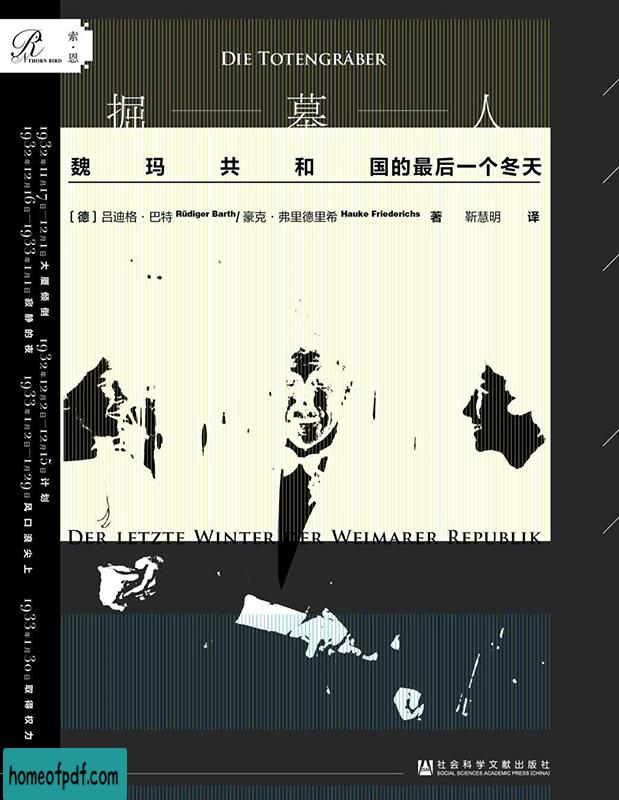 R
N THORN BIRD
索·恩
DIE TOTENGRÄBER
掘墓人
魏玛共和国的最后一个冬天
[德] 吕迪格·巴特 Rüdiger Barth/ 豪克·弗里德里希 Hauke Friederichs 著 靳慧明 译
1932年11月17日—12月1日 大厦倾倒 1932年12月2日—12月15日 计划
1932年12月16日—1933年1月1日 寂静的夜 1933年1月2日—1月29日 风口浪尖上 1933年1月30日 取得权力
DER LETZTE WINTER DER WEIMARER REPUBLIK
社会科学文献出版社
SOCIAL SCIENCES ACADEMIC PRESS (CHINA)
homeofpdf.com